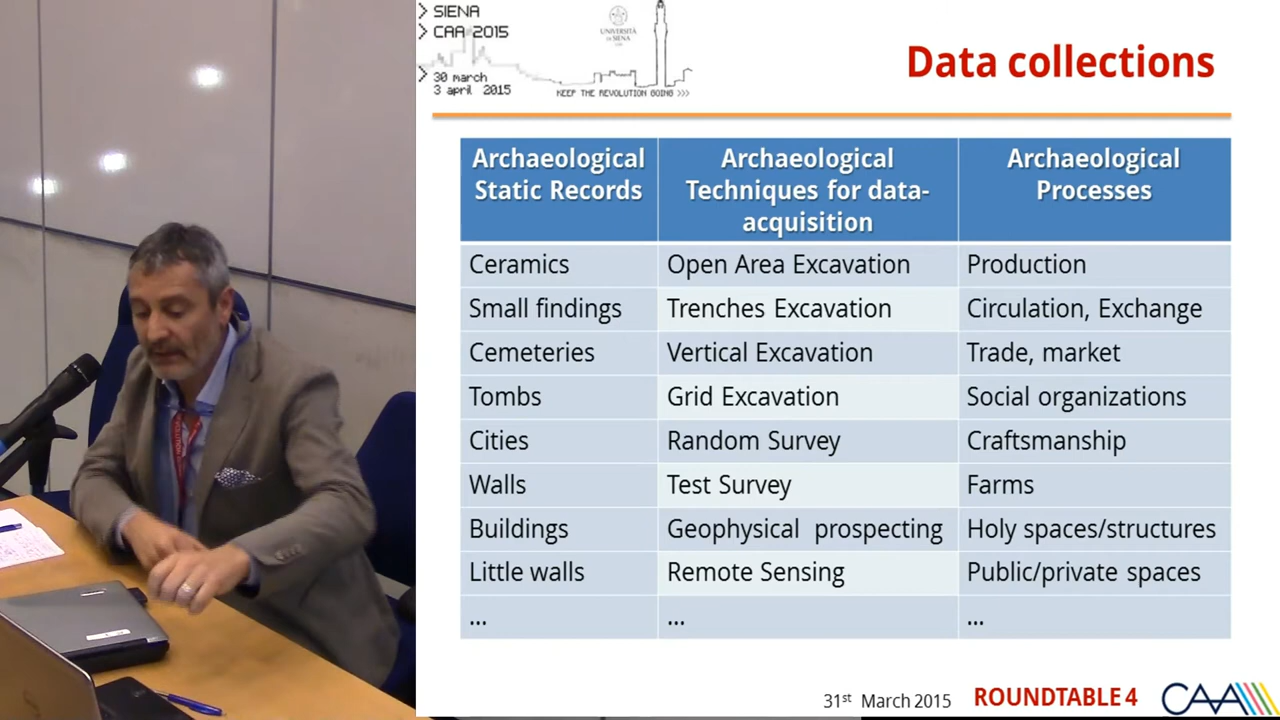 > SIENA
> CAA 2015
UNIVERSITÀ
DI SIENA
> 30 march
3 april 2015
KEEP THE REVOLUTION GOING >>>
Data collections
Archaeological Static Records
Archaeological Techniques for data-acquisition
Archaeological Processes
Ceramics
Open Area Excavation
Production
Small findings
Trenches Excavation
Circulation, Exchange
Cemeteries
Vertical Excavation
Trade, market
Tombs
Grid Excavation
Social organizations
Cities
Random Survey
Craftsmanship
Walls
Test Survey
Farms
Buildings
Geophysical prospecting
Holy spaces/structures
Little walls
Remote Sensing
Public/private spaces
...
...
...
31st March 2015
ROUNDTABLE 4
CAA